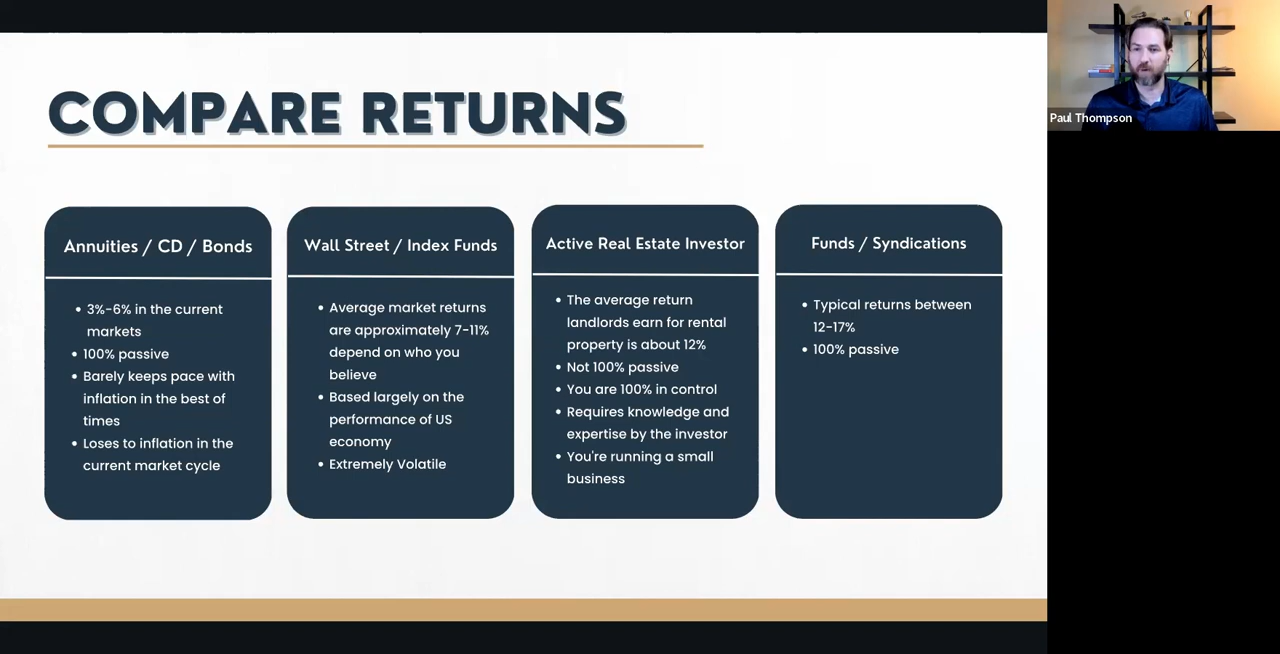 COMPARE RETURNS
Annuities / CD / Bonds
3%-6% in the current
markets
100% passive
Barely keeps pace with
inflation in the best of
times
Loses to inflation in the
current market cycle
Wall Street / Index Funds
Average market returns
are approximately 7-11%
depend on who you
believe
Based largely on the
performance of US
economy
Extremely Volatile
Active Real Estate Investor
The average return
landlords earn for rental
property is about 12%
Not 100% passive
You are 100% in control
Requires knowledge and
expertise by the investor
You're running a small
business
Funds / Syndications
Typical returns between
12-17%
100% passive
Paul Thompson